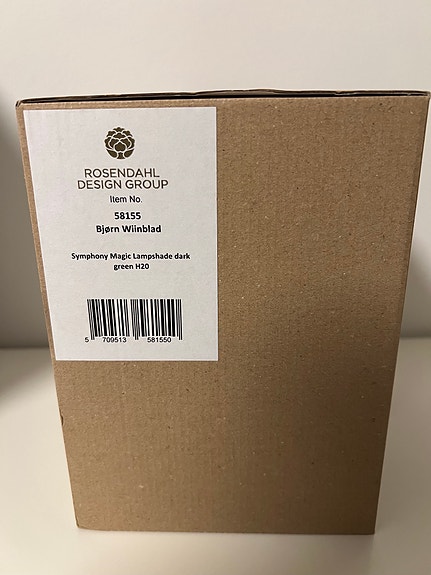 ROSENDAHL
DESIGN GROUP
Item No.
58155
Bjørn Wiinblad
Symphony Magic Lampshade dark
green H20
5 709513 581550